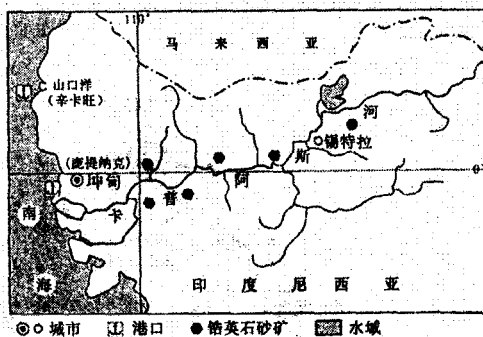 110°
马来西亚
山口洋
(辛卡旺)
河
锡特拉
(庞提纳克)
坤甸
斯
0°
阿
普
卡
南
海
印度尼西亚
城市 港口 锆英石砂矿 水域